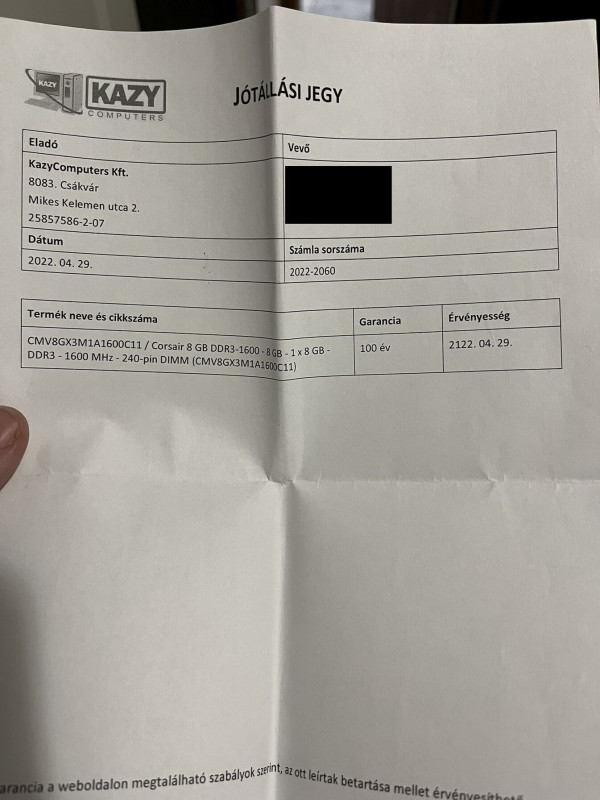 KAZY
KAZY
COMPUTERS
JÓTÁLLÁSI JEGY
Eladó
Vevő
KazyComputers Kft.
8083. Csákvár
Mikes Kelemen utca 2.
25857586-2-07
Dátum
Számla sorszáma
2022. 04. 29.
2022-2060
Termék neve és cikkszáma
Garancia
Érvényesség
CMV8GX3M1A1600C11 / Corsair 8 GB DDR3-1600 - 8 GB - 1 x 8 GB -
DDR3 - 1600 MHz - 240-pin DIMM (CMV8GX3M1A1600C11)
100 év
2122. 04. 29.
arancia a weboldalon megtalálható szabályok szerint, az ott leírtak betartása mellet érvényesíthető